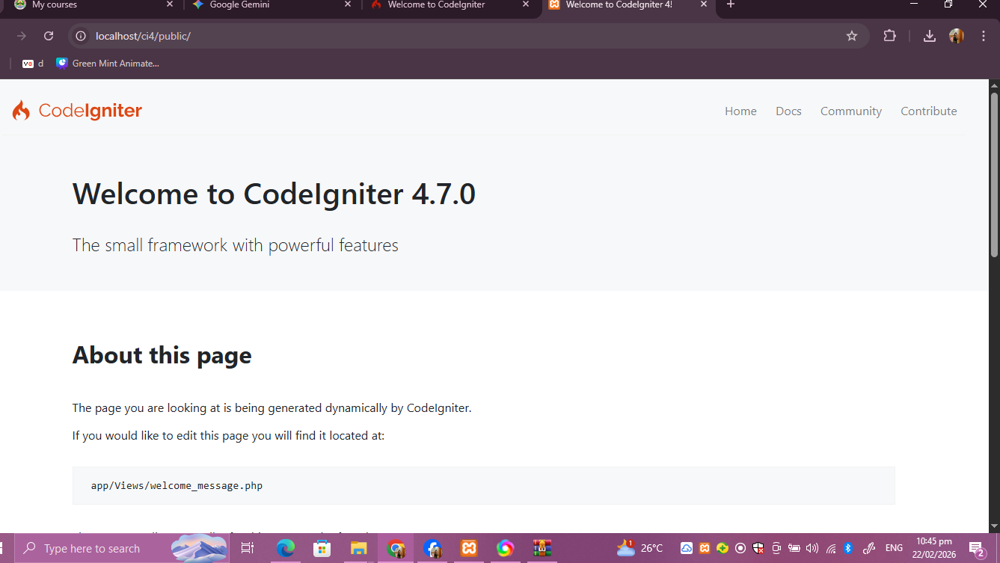 My courses
Google Gemini
Welcome to CodeIgniter
Welcome to CodeIgniter 4!
localhost/ci4/public/
d
Green Mint Animate...
CodeIgniter
Home
Docs
Community
Contribute
Welcome to CodeIgniter 4.7.0
The small framework with powerful features
About this page
The page you are looking at is being generated dynamically by CodeIgniter.
If you would like to edit this page you will find it located at:
app/Views/welcome_message.php
Type here to search
1
26°C
ENG
10:45 pm
22/02/2026
2